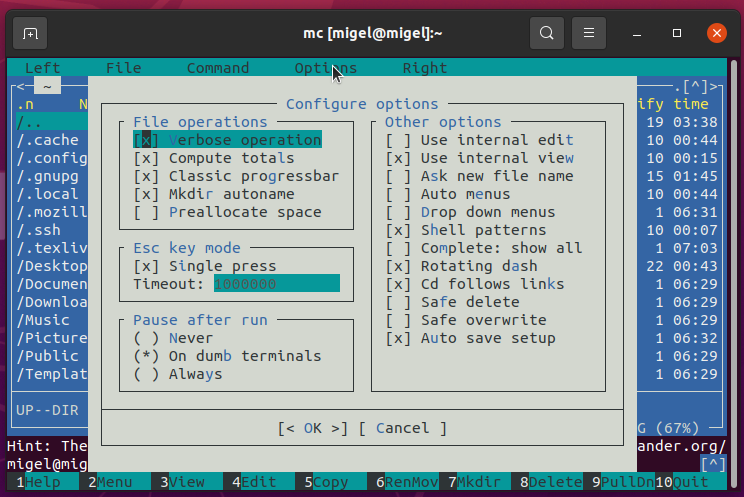 mc [migel@migel]:~
Left File Command Options Right
<─ ~ .[^]>
.n N ify time
Configure options
File operations Other options
/.. [x] Verbose operation [ ] Use internal edit 19 03:38
/.cache [x] Compute totals [x] Use internal view 10 00:44
/.config [x] Classic progressbar [ ] Ask new file name 10 00:15
/.gnupg [x] Mkdir autoname [ ] Auto menus 15 01:45
/.local [ ] Preallocate space [ ] Drop down menus 10 00:44
/.mozill [x] Shell patterns 1 06:31
/.ssh Esc key mode [ ] Complete: show all 10 00:07
/.texliv [x] Single press [x] Rotating dash 1 07:03
/Desktop Timeout: 1000000 [x] Cd follows links 22 00:43
/Documen [ ] Safe delete 1 06:29
/Downloa Pause after run [ ] Safe overwrite 1 06:29
/Music ( ) Never [x] Auto save setup 1 06:29
/Picture (*) On dumb terminals 1 06:32
/Public ( ) Always 1 06:29
/Templat 1 06:29
UP--DIR
[< OK >] [ Cancel ]
G (67%)
Hint: The ander.org/
migel@mig [^]
1Help 2Menu 3View 4Edit 5Copy 6RenMov 7Mkdir 8Delete 9PullDn 10Quit